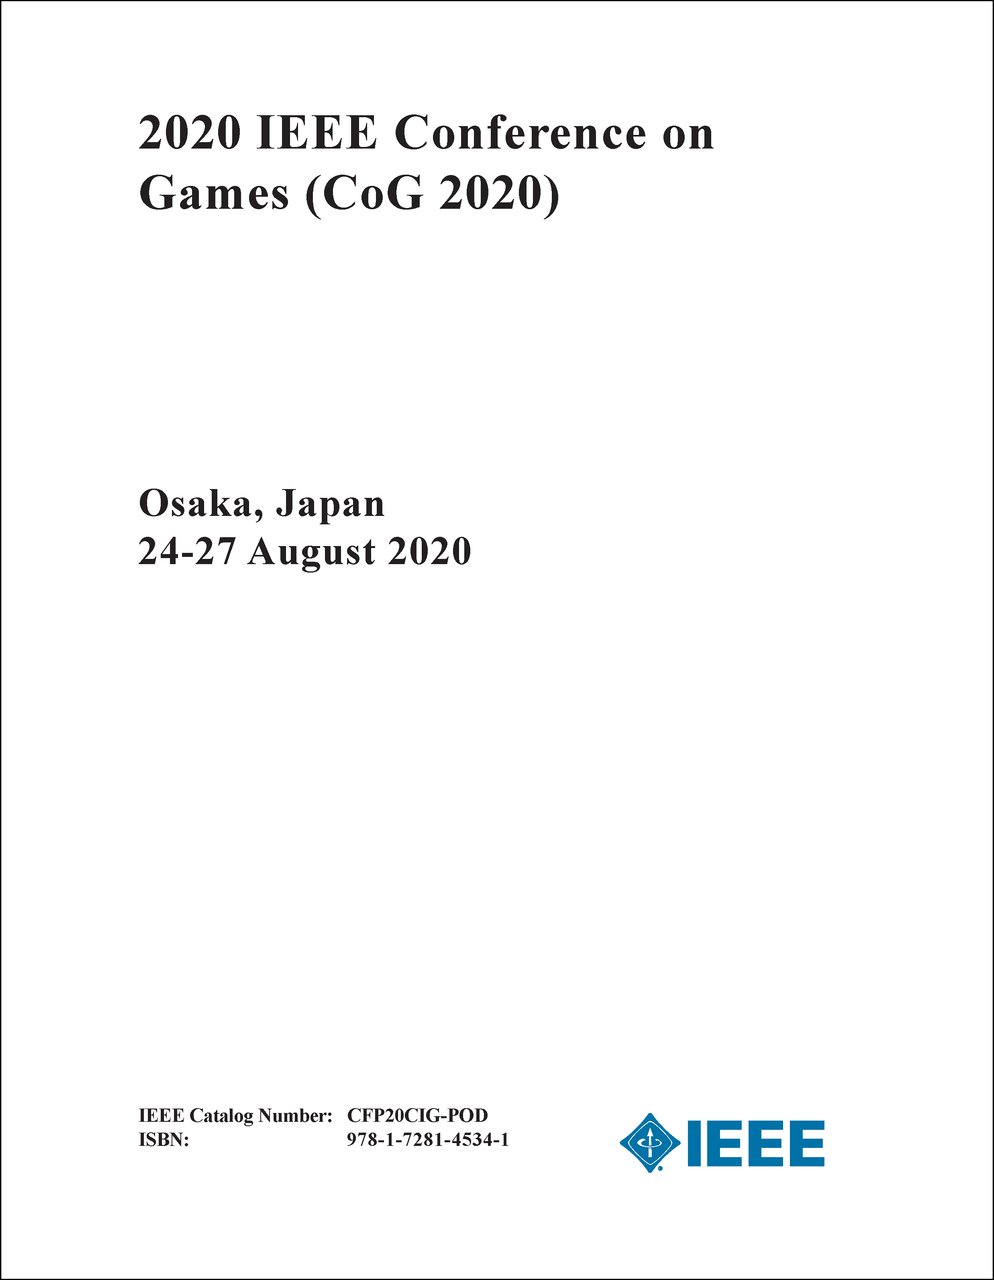 2020 IEEE Conference on
Games (CoG 2020)
Osaka, Japan
24-27 August 2020
IEEE Catalog Number: CFP20CIG-POD
ISBN: 978-1-7281-4534-1
IEEE